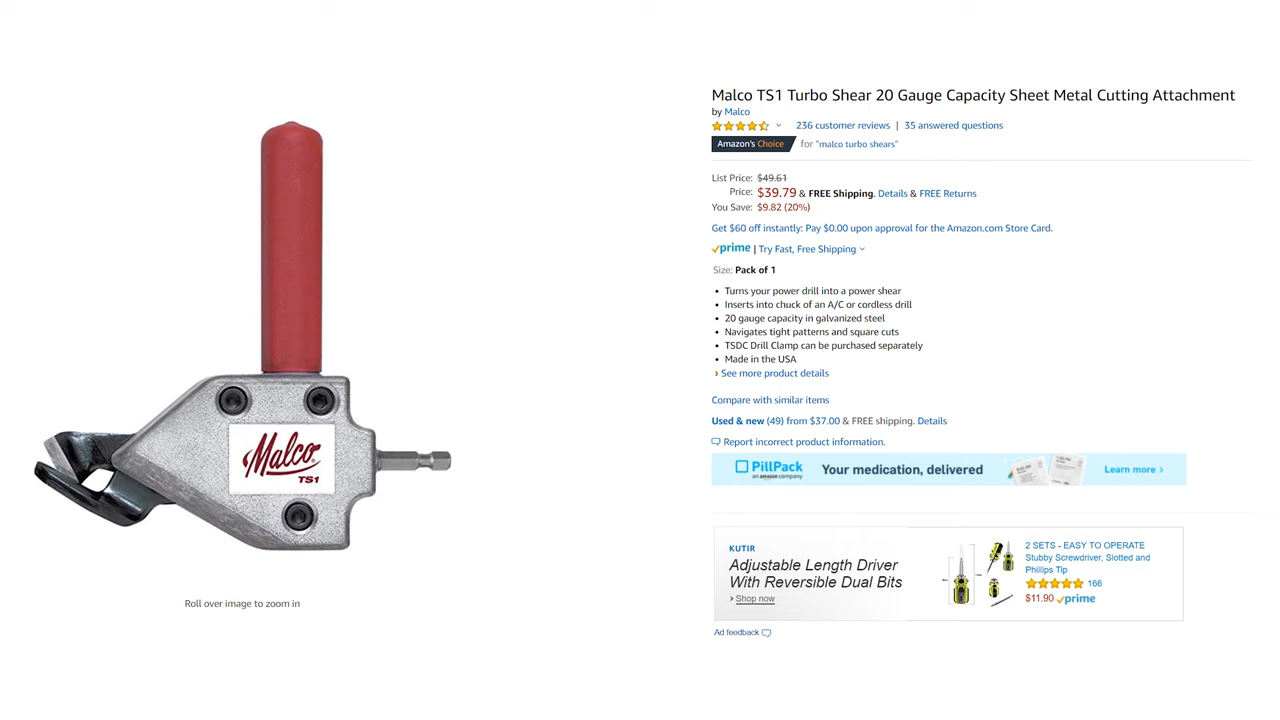 Malco®
TS1
Roll over image to zoom in
Malco TS1 Turbo Shear 20 Gauge Capacity Sheet Metal Cutting Attachment
by Malco
236 customer reviews | 35 answered questions
Amazon's Choice for "malco turbo shears"
List Price: $49.61
Price: $39.79 & FREE Shipping. Details & FREE Returns
You Save: $9.82 (20%)
Get $60 off instantly: Pay $0.00 upon approval for the Amazon.com Store Card.
prime | Try Fast, Free Shipping
Size: Pack of 1
• Turns your power drill into a power shear
• Inserts into chuck of an A/C or cordless drill
• 20 gauge capacity in galvanized steel
• Navigates tight patterns and square cuts
• TSDC Drill Clamp can be purchased separately
• Made in the USA
› See more product details
Compare with similar items
Used & new (49) from $37.00 & FREE shipping. Details
Report incorrect product information.
PillPack
an amazon company
Your medication, delivered
Learn more ›
KUTIR
Adjustable Length Driver
With Reversible Dual Bits
› Shop now
2 SETS - EASY TO OPERATE
Stubby Screwdriver, Slotted and
Phillips Tip
166
$11.90 prime
Ad feedback